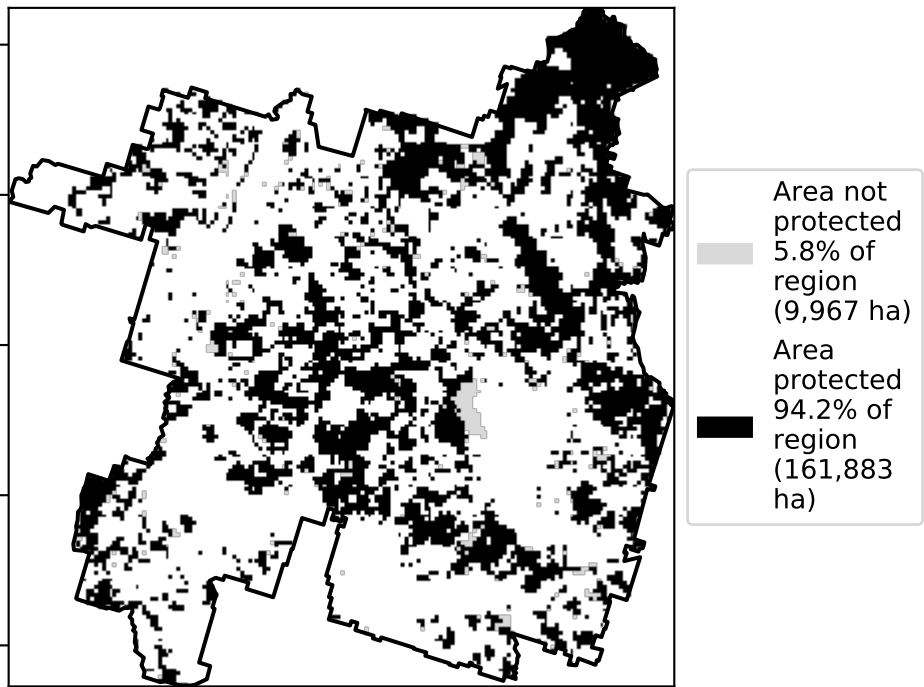 Area not
protected
5.8% of
region
(9,967 ha)
Area
protected
94.2% of
region
(161,883
ha)